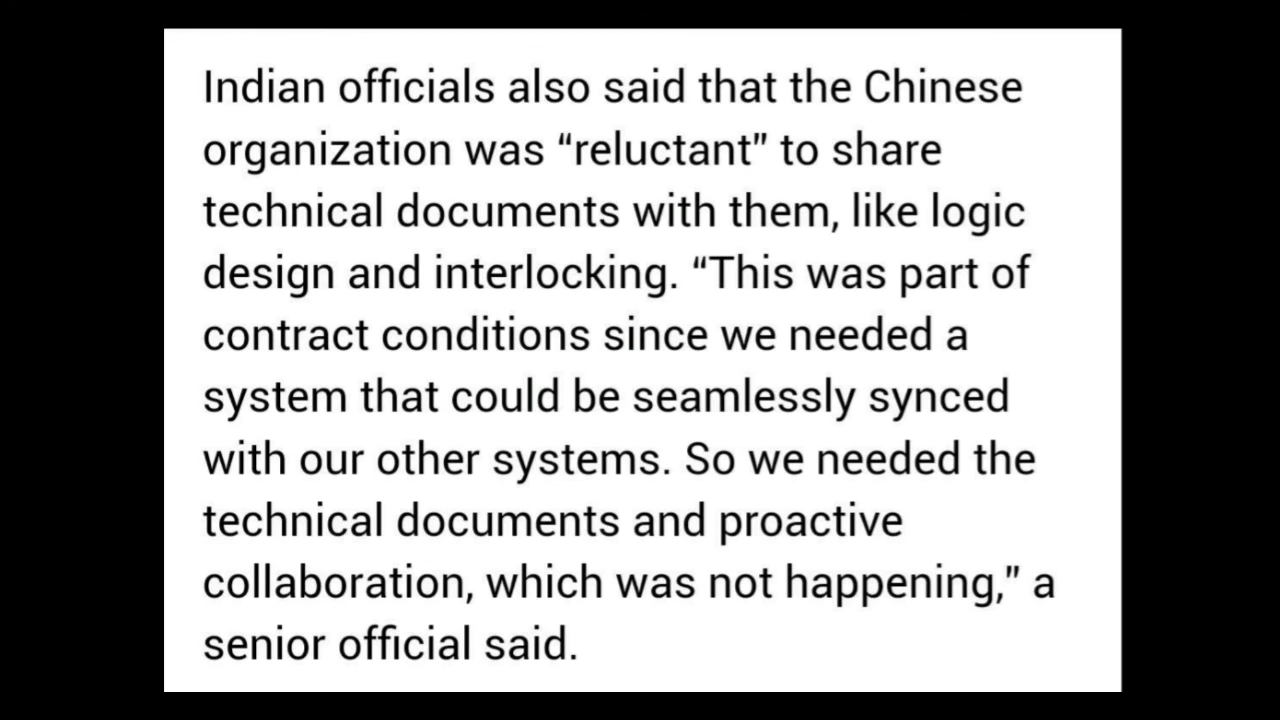 Indian officials also said that the Chinese
organization was “reluctant” to share
technical documents with them, like logic
design and interlocking. “This was part of
contract conditions since we needed a
system that could be seamlessly synced
with our other systems. So we needed the
technical documents and proactive
collaboration, which was not happening,” a
senior official said.